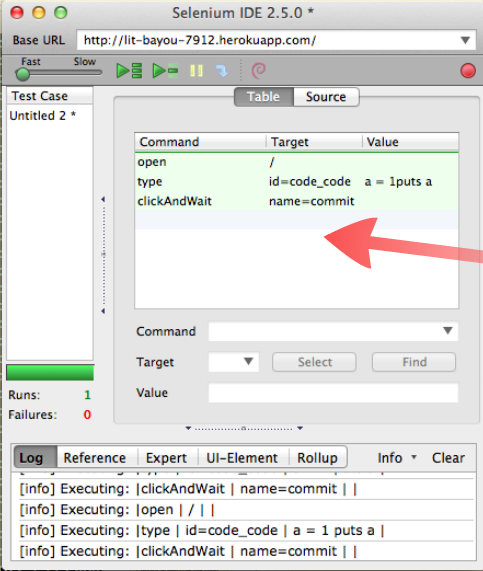 Selenium IDE 2.5.0 *
Base URL http://lit-bayou-7912.herokuapp.com/
Fast Slow
Test Case
Untitled 2 *
Table Source
Command Target Value
open /
type id=code_code a = 1puts a
clickAndWait name=commit
Command
Target Select Find
Value
Runs: 1
Failures: 0
Log Reference Expert UI-Element Rollup Info Clear
[info] Executing: |clickAndWait | name=commit | |
[info] Executing: |open | / | |
[info] Executing: |type | id=code_code | a = 1 puts a |
[info] Executing: |clickAndWait | name=commit | |